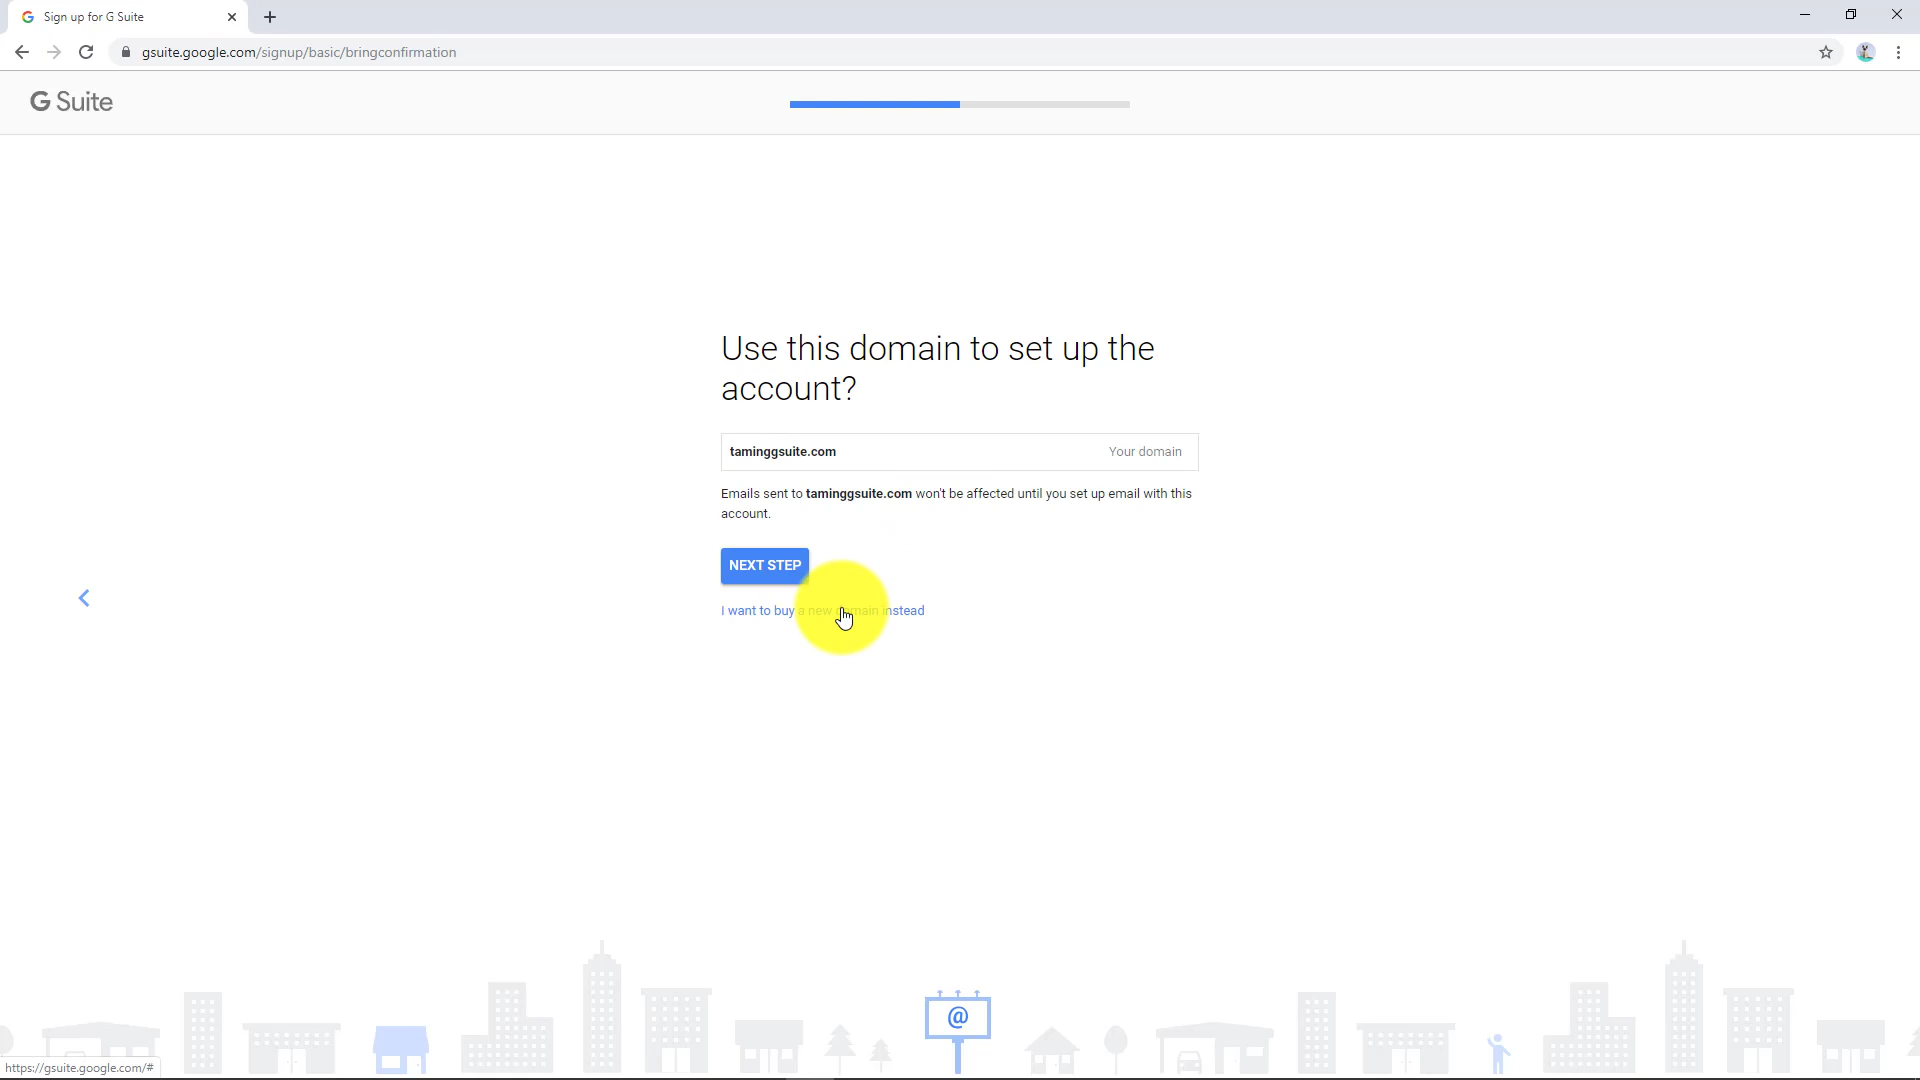 Sign up for G Suite
gsuite.google.com/signup/basic/bringconfirmation
G Suite
Use this domain to set up the
account?
taminggsuite.com Your domain
Emails sent to taminggsuite.com won't be affected until you set up email with this
account.
NEXT STEP
I want to buy a new domain instead
@
https://gsuite.google.com/#